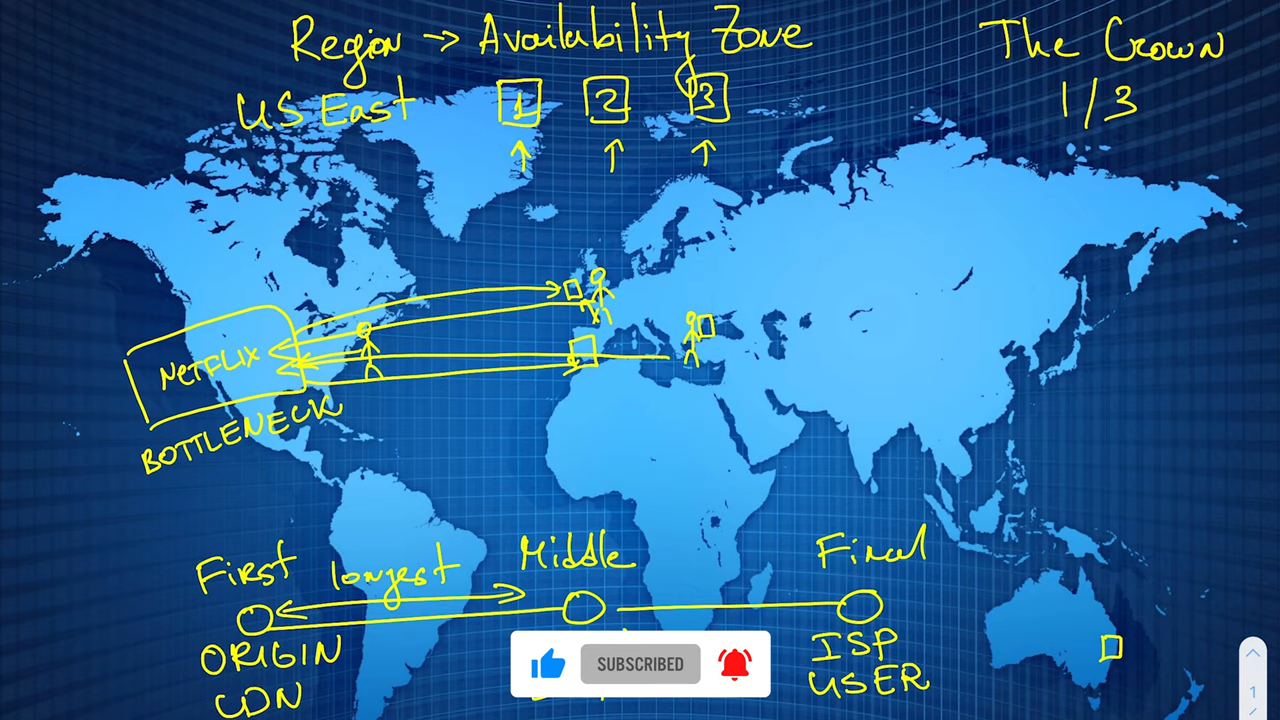 Region → Availability Zone
The Crown
US East 1 2 3
1/3
NETFLIX
BOTTLENECK
First longest Middle Final
ORIGIN
CDN
ISP
USER
SUBSCRIBED
1